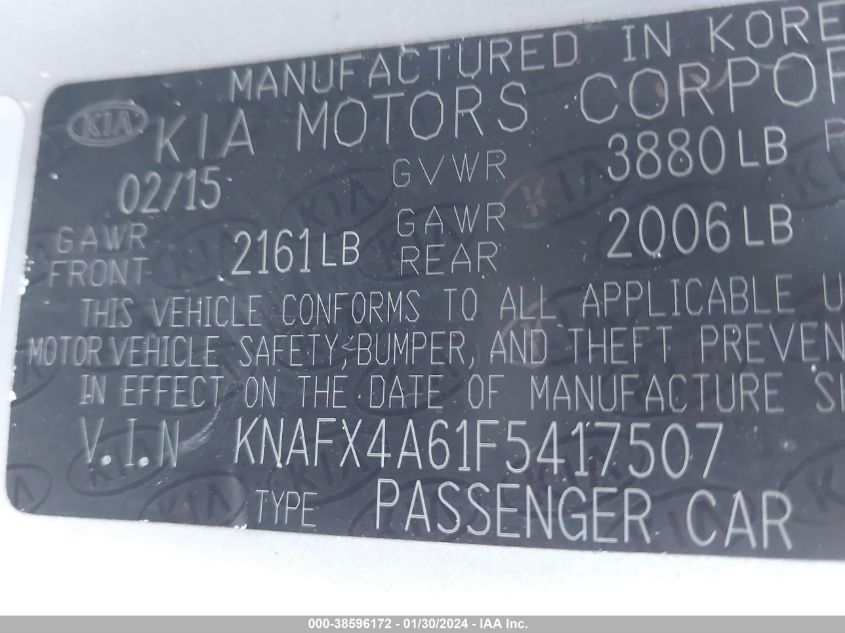 MANUFACTURED IN KORE
KIA KIA MOTORS CORPOR
02/15 GVWR 3880LB
GAWR FRONT 2161LB GAWR REAR 2006LB
THIS VEHICLE CONFORMS TO ALL APPLICABLE U
MOTOR VEHICLE SAFETY, BUMPER, AND THEFT PREVEN
IN EFFECT ON THE DATE OF MANUFACTURE SH
V.I.N KNAFX4A61F5417507
TYPE PASSENGER CAR
000-38596172 — 01/30/2024 — IAA Inc.